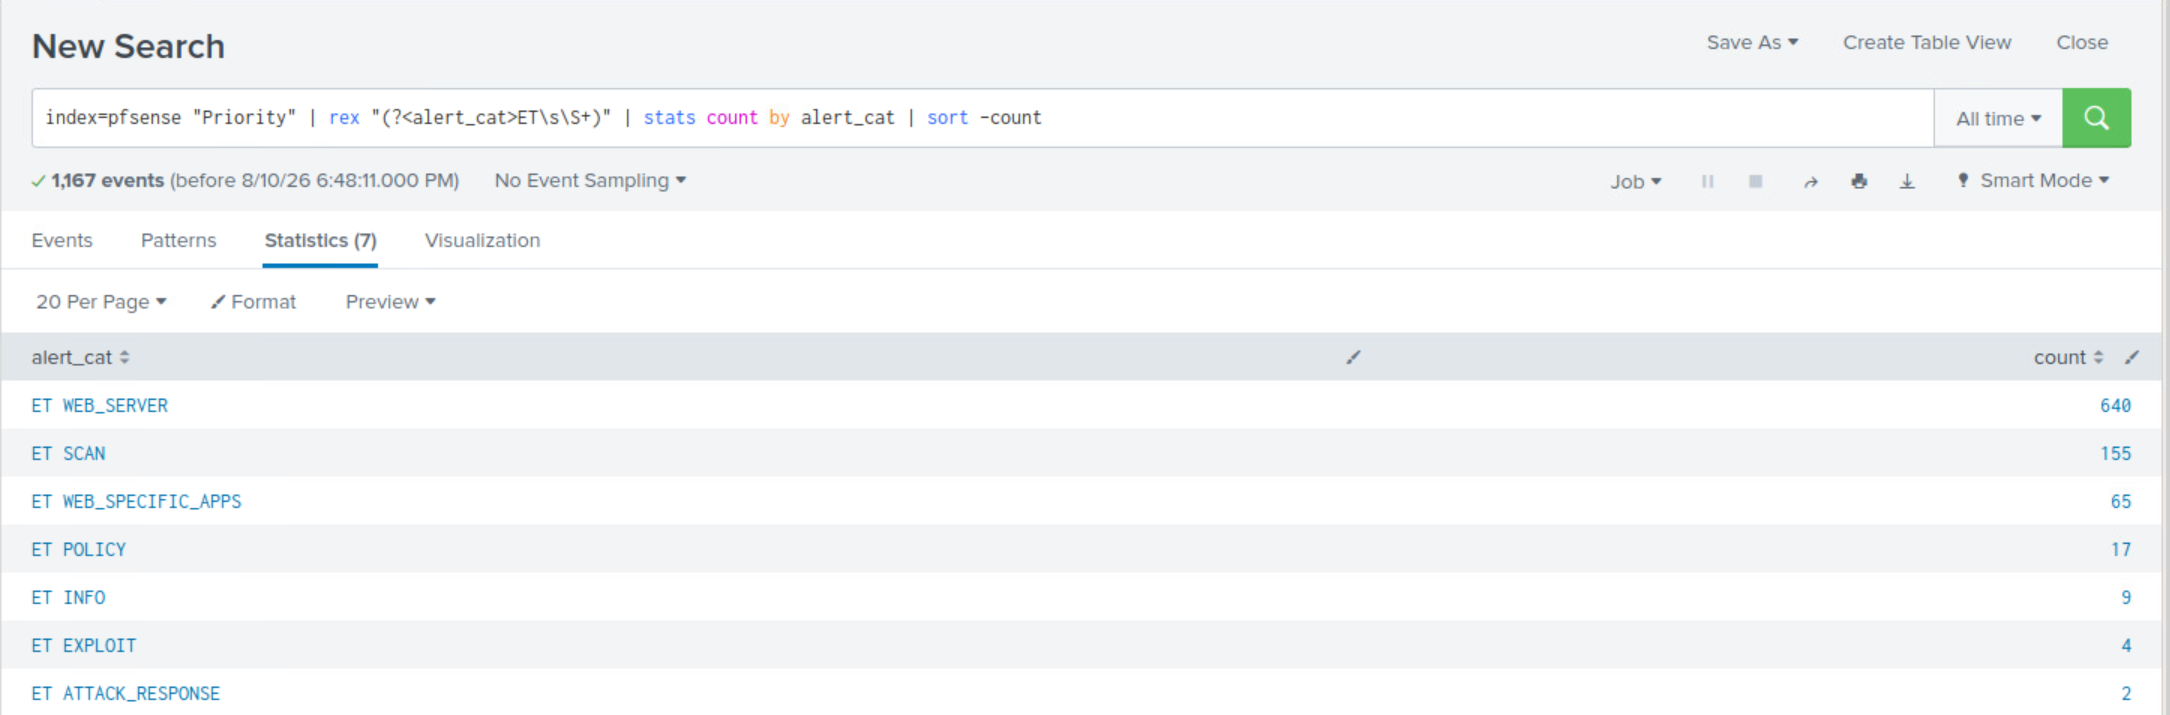 New Search
Save As Create Table View Close
index=pfsense "Priority" | rex "(?<alert_cat>ET\s\S+)" | stats count by alert_cat | sort -count
All time
1,167 events (before 8/10/26 6:48:11.000 PM) No Event Sampling Job Smart Mode
Events Patterns Statistics (7) Visualization
20 Per Page Format Preview
alert_cat count
ET WEB_SERVER 640
ET SCAN 155
ET WEB_SPECIFIC_APPS 65
ET POLICY 17
ET INFO 9
ET EXPLOIT 4
ET ATTACK_RESPONSE 2